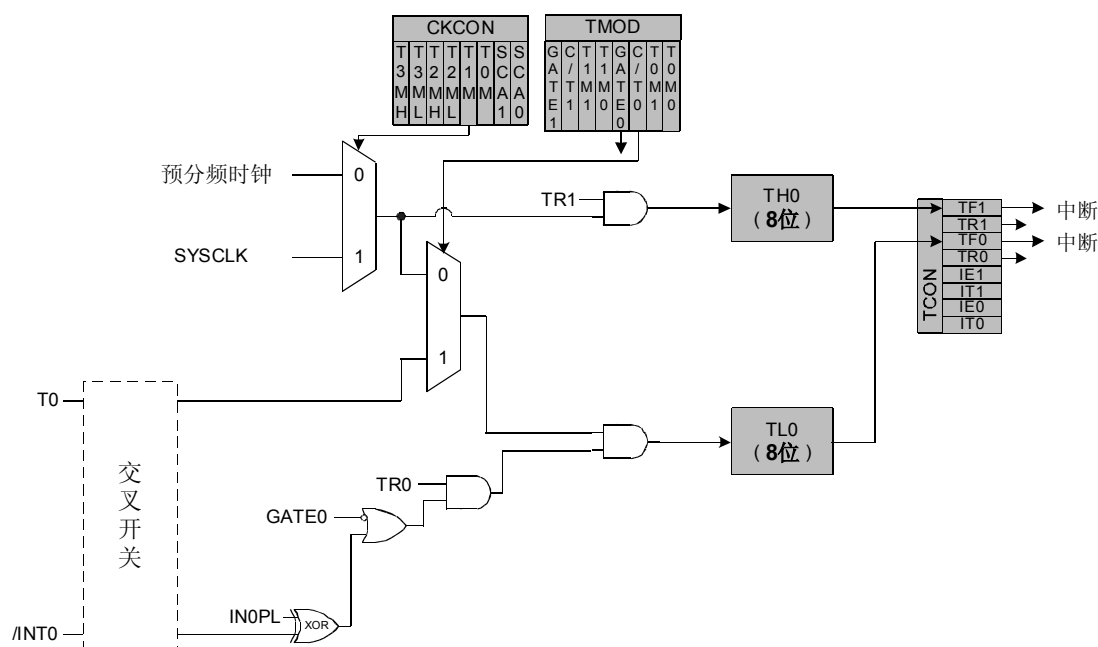 CKCON
T3MH
T3ML
T2MH
T2ML
T1M
T0M
SCA1
SCA0
TMOD
GATE1
C/T1
T1M1
T1M0
GATE0
C/T0
T0M1
T0M0
预分频时钟
0
SYSCLK
1
TR1
TH0
（8位）
TCON
TF1
TR1
TF0
TR0
IE1
IT1
IE0
IT0
中断
中断
0
1
T0
交叉开关
TL0
（8位）
TR0
GATE0
IN0PL
XOR
/INT0